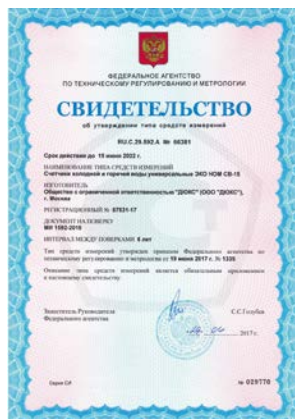 ФЕДЕРАЛЬНОЕ АГЕНТСТВО
ПО ТЕХНИЧЕСКОМУ РЕГУЛИРОВАНИЮ И МЕТРОЛОГИИ
СВИДЕТЕЛЬСТВО
об утверждении типа средств измерений
RU.C.29.592.A № 66381
Срок действия до 19 июня 2022 г.
НАИМЕНОВАНИЕ ТИПА СРЕДСТВ ИЗМЕРЕНИЙ
Счетчики холодной и горячей воды универсальные ЭКО НОМ СВ-15
ИЗГОТОВИТЕЛЬ
Общество с ограниченной ответственностью "ДЮКС" (ООО "ДЮКС"),
г. Москва
РЕГИСТРАЦИОННЫЙ № 67931-17
ДОКУМЕНТ НА ПОВЕРКУ
МИ 1592-2015
ИНТЕРВАЛ МЕЖДУ ПОВЕРКАМИ 6 лет
Тип средств измерений утвержден приказом Федерального агентства по
техническому регулированию и метрологии от 19 июня 2017 г. № 1335
Описание типа средств измерений является обязательным приложением
к настоящему свидетельству.
Заместитель Руководителя
Федерального агентства
С.С.Голубев
2017 г.
Серия СИ
№ 029770